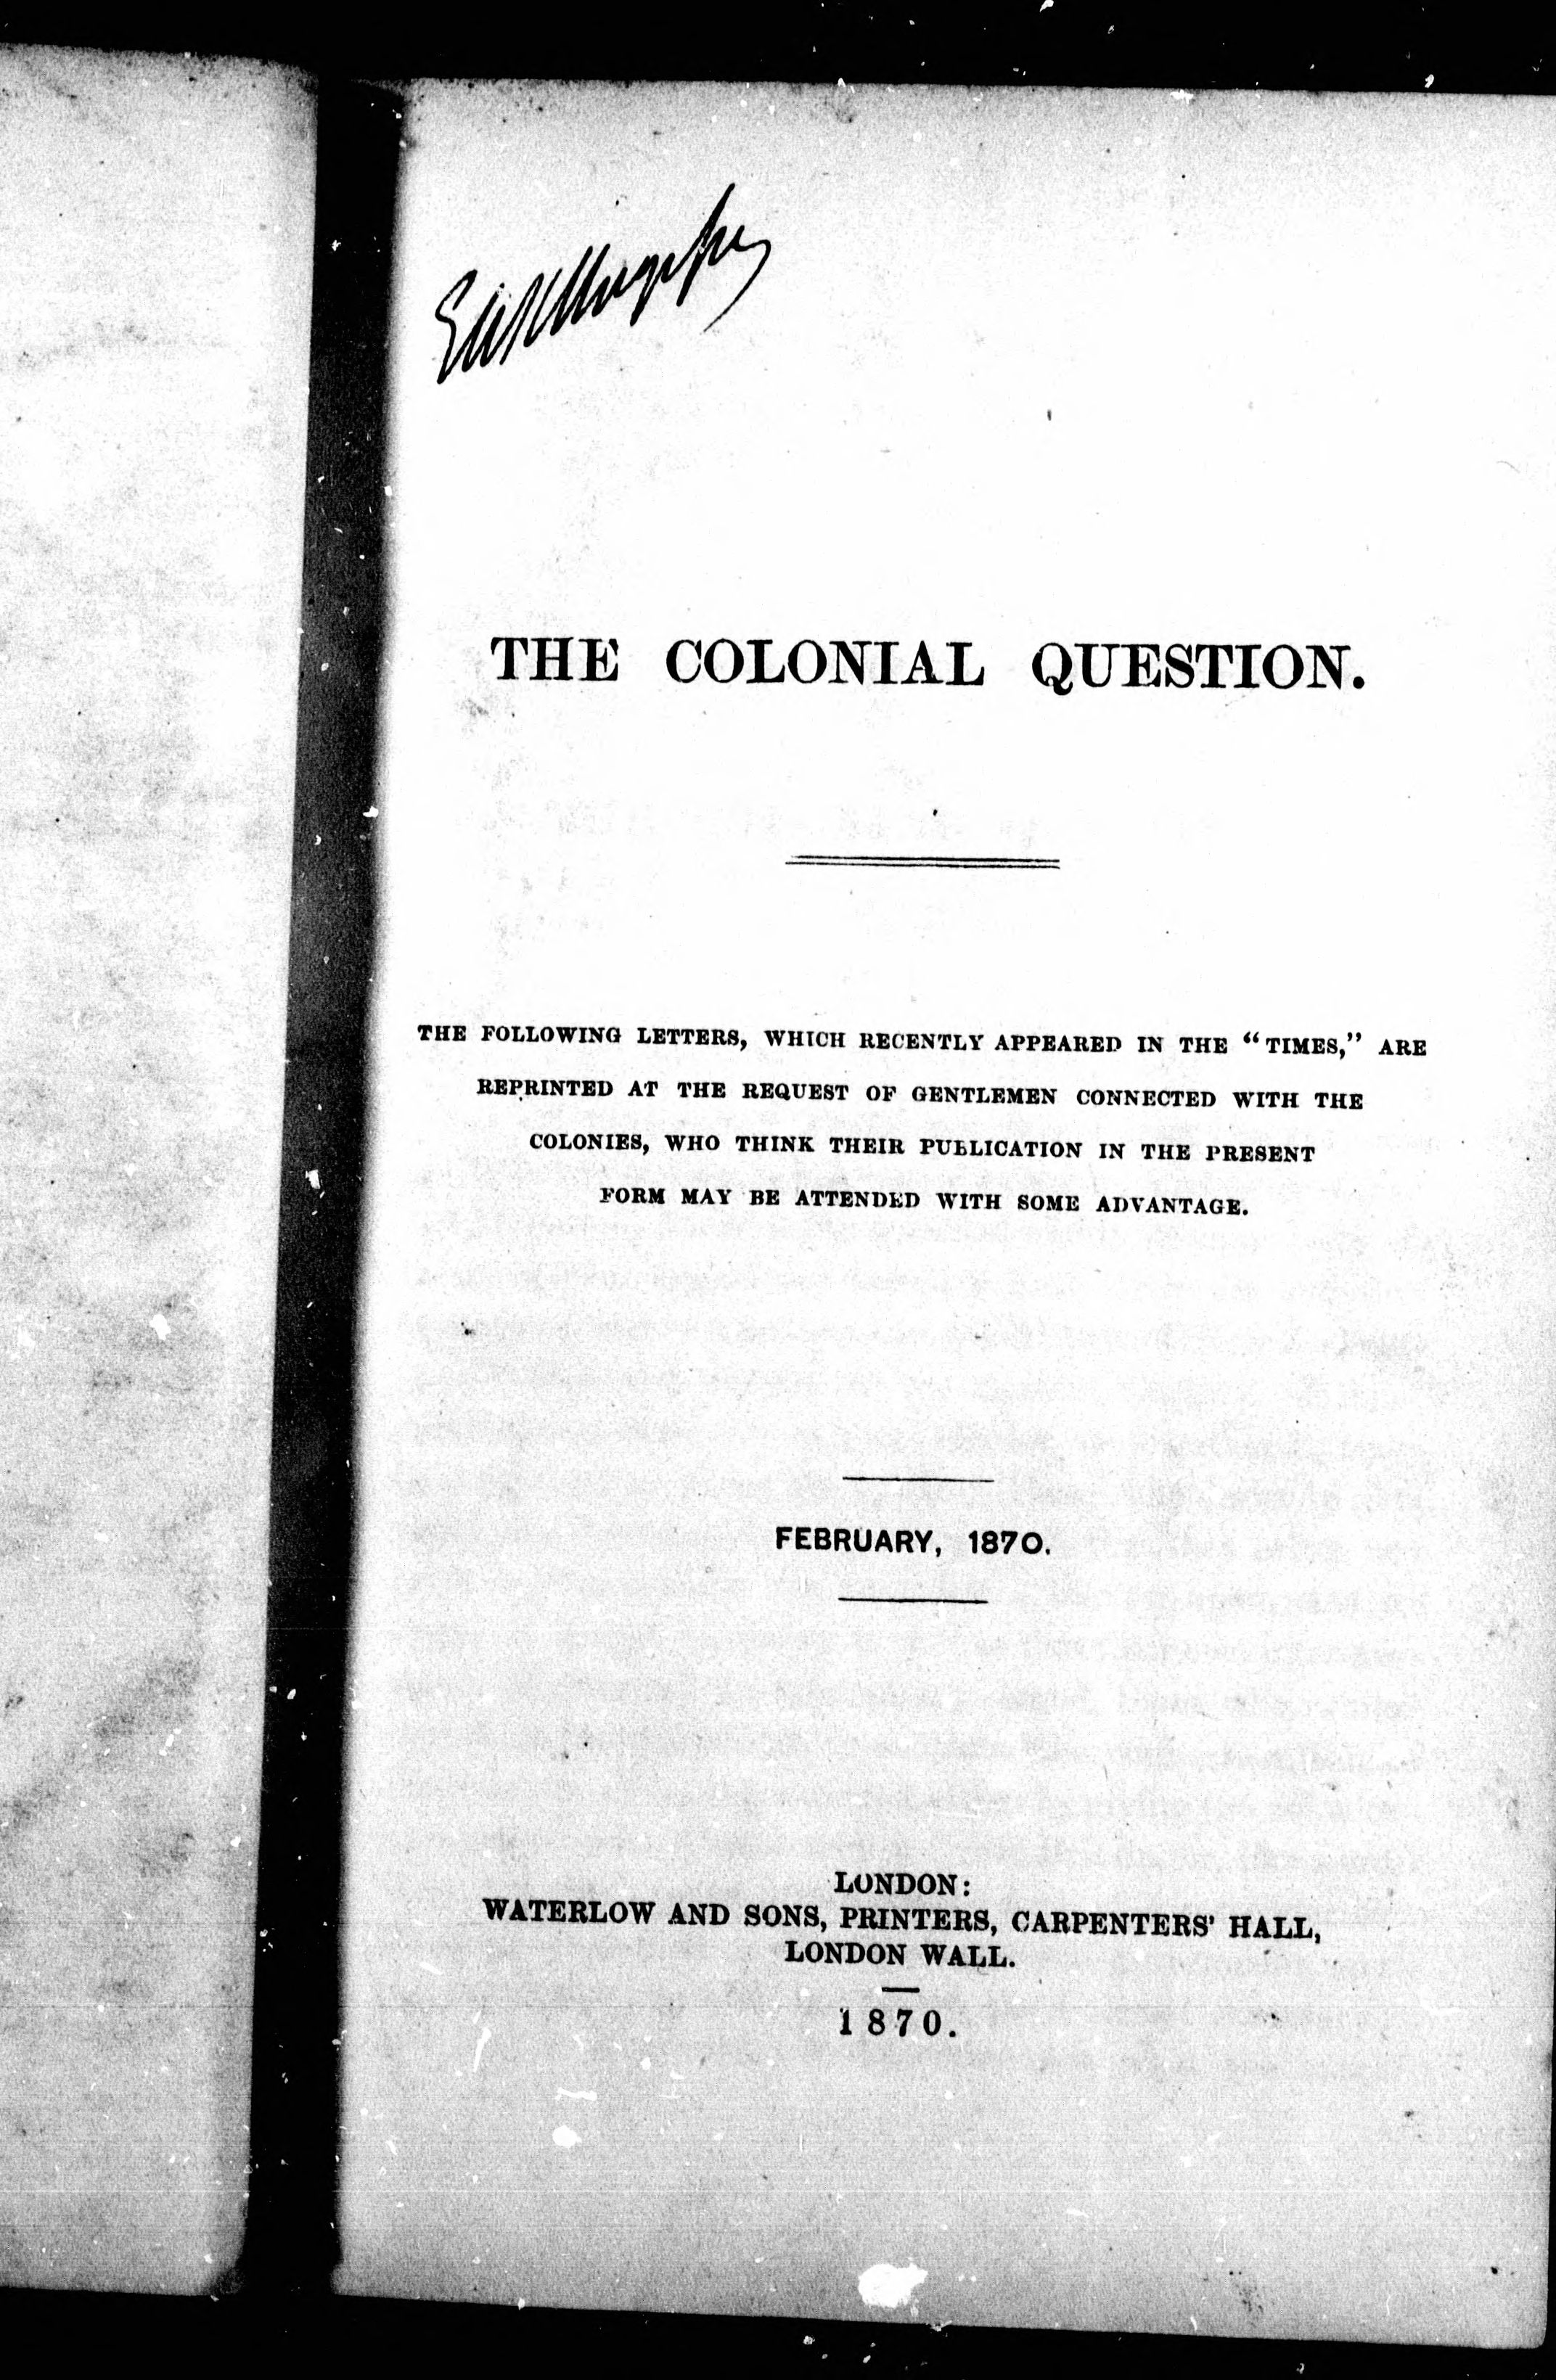 THE COLONIAL QUESTION.
THE FOLLOWING LETTERS, WHICH RECENTLY APPEARED IN THE “TIMES,” ARE
REPRINTED AT THE REQUEST OF GENTLEMEN CONNECTED WITH THE
COLONIES, WHO THINK THEIR PUBLICATION IN THE PRESENT
FORM MAY BE ATTENDED WITH SOME ADVANTAGE.
FEBRUARY, 1870.
LONDON:
WATERLOW AND SONS, PRINTERS, CARPENTERS' HALL,
LONDON WALL.
1870.